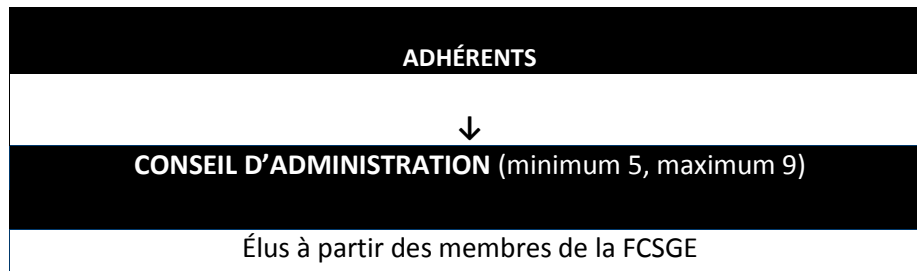 ADHÉRENTS
↓
CONSEIL D’ADMINISTRATION (minimum 5, maximum 9)
Élus à partir des membres de la FCSGE